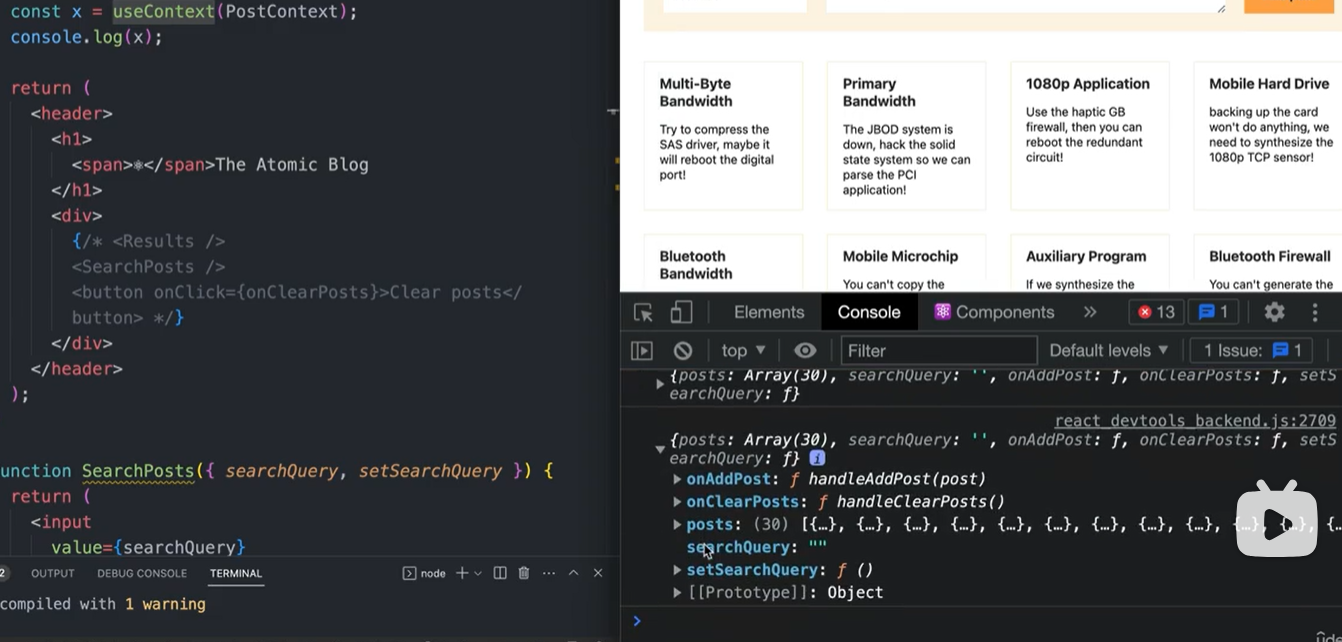 const x = useContext(PostContext);
console.log(x);
return (
<header>
<h1>
<span>⚛</span>The Atomic Blog
</h1>
<div>
{/* <Results />
<SearchPosts />
<button onClick={onClearPosts}>Clear posts</
button> */}
</div>
</header>
);
unction SearchPosts({ searchQuery, setSearchQuery }) {
return (
<input
value={searchQuery}
2 OUTPUT DEBUG CONSOLE TERMINAL node
compiled with 1 warning
Multi-Byte
Bandwidth
Try to compress the
SAS driver, maybe it
will reboot the digital
port!
Primary
Bandwidth
The JBOD system is
down, hack the solid
state system so we can
parse the PCI
application!
1080p Application
Use the haptic GB
firewall, then you can
reboot the redundant
circuit!
Mobile Hard Drive
backing up the card
won't do anything, we
need to synthesize the
1080p TCP sensor!
Bluetooth
Bandwidth
Mobile Microchip
You can't copy the
Auxiliary Program
If we synthesize the
Bluetooth Firewall
You can't generate the
Elements Console Components 13 1
top Filter Default levels 1 Issue: 1
{posts: Array(30), searchQuery: '', onAddPost: ƒ, onClearPosts: ƒ, setS
earchQuery: ƒ}
react_devtools_backend.js:2709
{posts: Array(30), searchQuery: '', onAddPost: ƒ, onClearPosts: ƒ, setS
earchQuery: ƒ} i
onAddPost: ƒ handleAddPost(post)
onClearPosts: ƒ handleClearPosts()
posts: (30) [{…}, {…}, {…}, {…}, {…}, {…}, {…}, {…}, {…}, {…}, {…}, {…
searchQuery: ""
setSearchQuery: ƒ ()
[[Prototype]]: Object